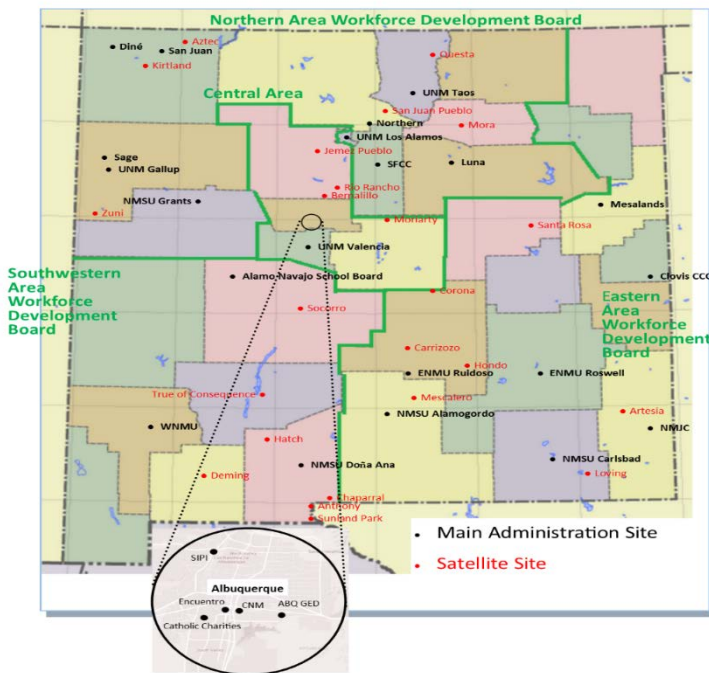 Northern Area Workforce Development Board
Aztec
Diné
San Juan
Kirtland
Questa
Central Area
UNM Taos
San Juan Pueblo
Northern
Mora
UNM Los Alamos
Jemez Pueblo
SFCC
Luna
Sage
UNM Gallup
Rio Rancho
Bernalillo
NMSU Grants
Mesalands
Zuni
Moriarty
Santa Rosa
UNM Valencia
Southwestern
Area
Workforce
Development
Board
Alamo-Navajo School Board
Clovis CCC
Corona
Eastern
Area
Workforce
Development
Board
Socorro
Carrizozo
Hondo
ENMU Ruidoso
ENMU Roswell
True of Consequence
Mescalero
Artesia
NMSU Alamogordo
WNMU
NMJC
Hatch
NMSU Doña Ana
NMSU Carlsbad
Deming
Loving
Chaparral
Anthony
Sunland Park
Main Administration Site
Satellite Site
SIPI
Albuquerque
Encuentro
CNM
ABQ GED
Catholic Charities